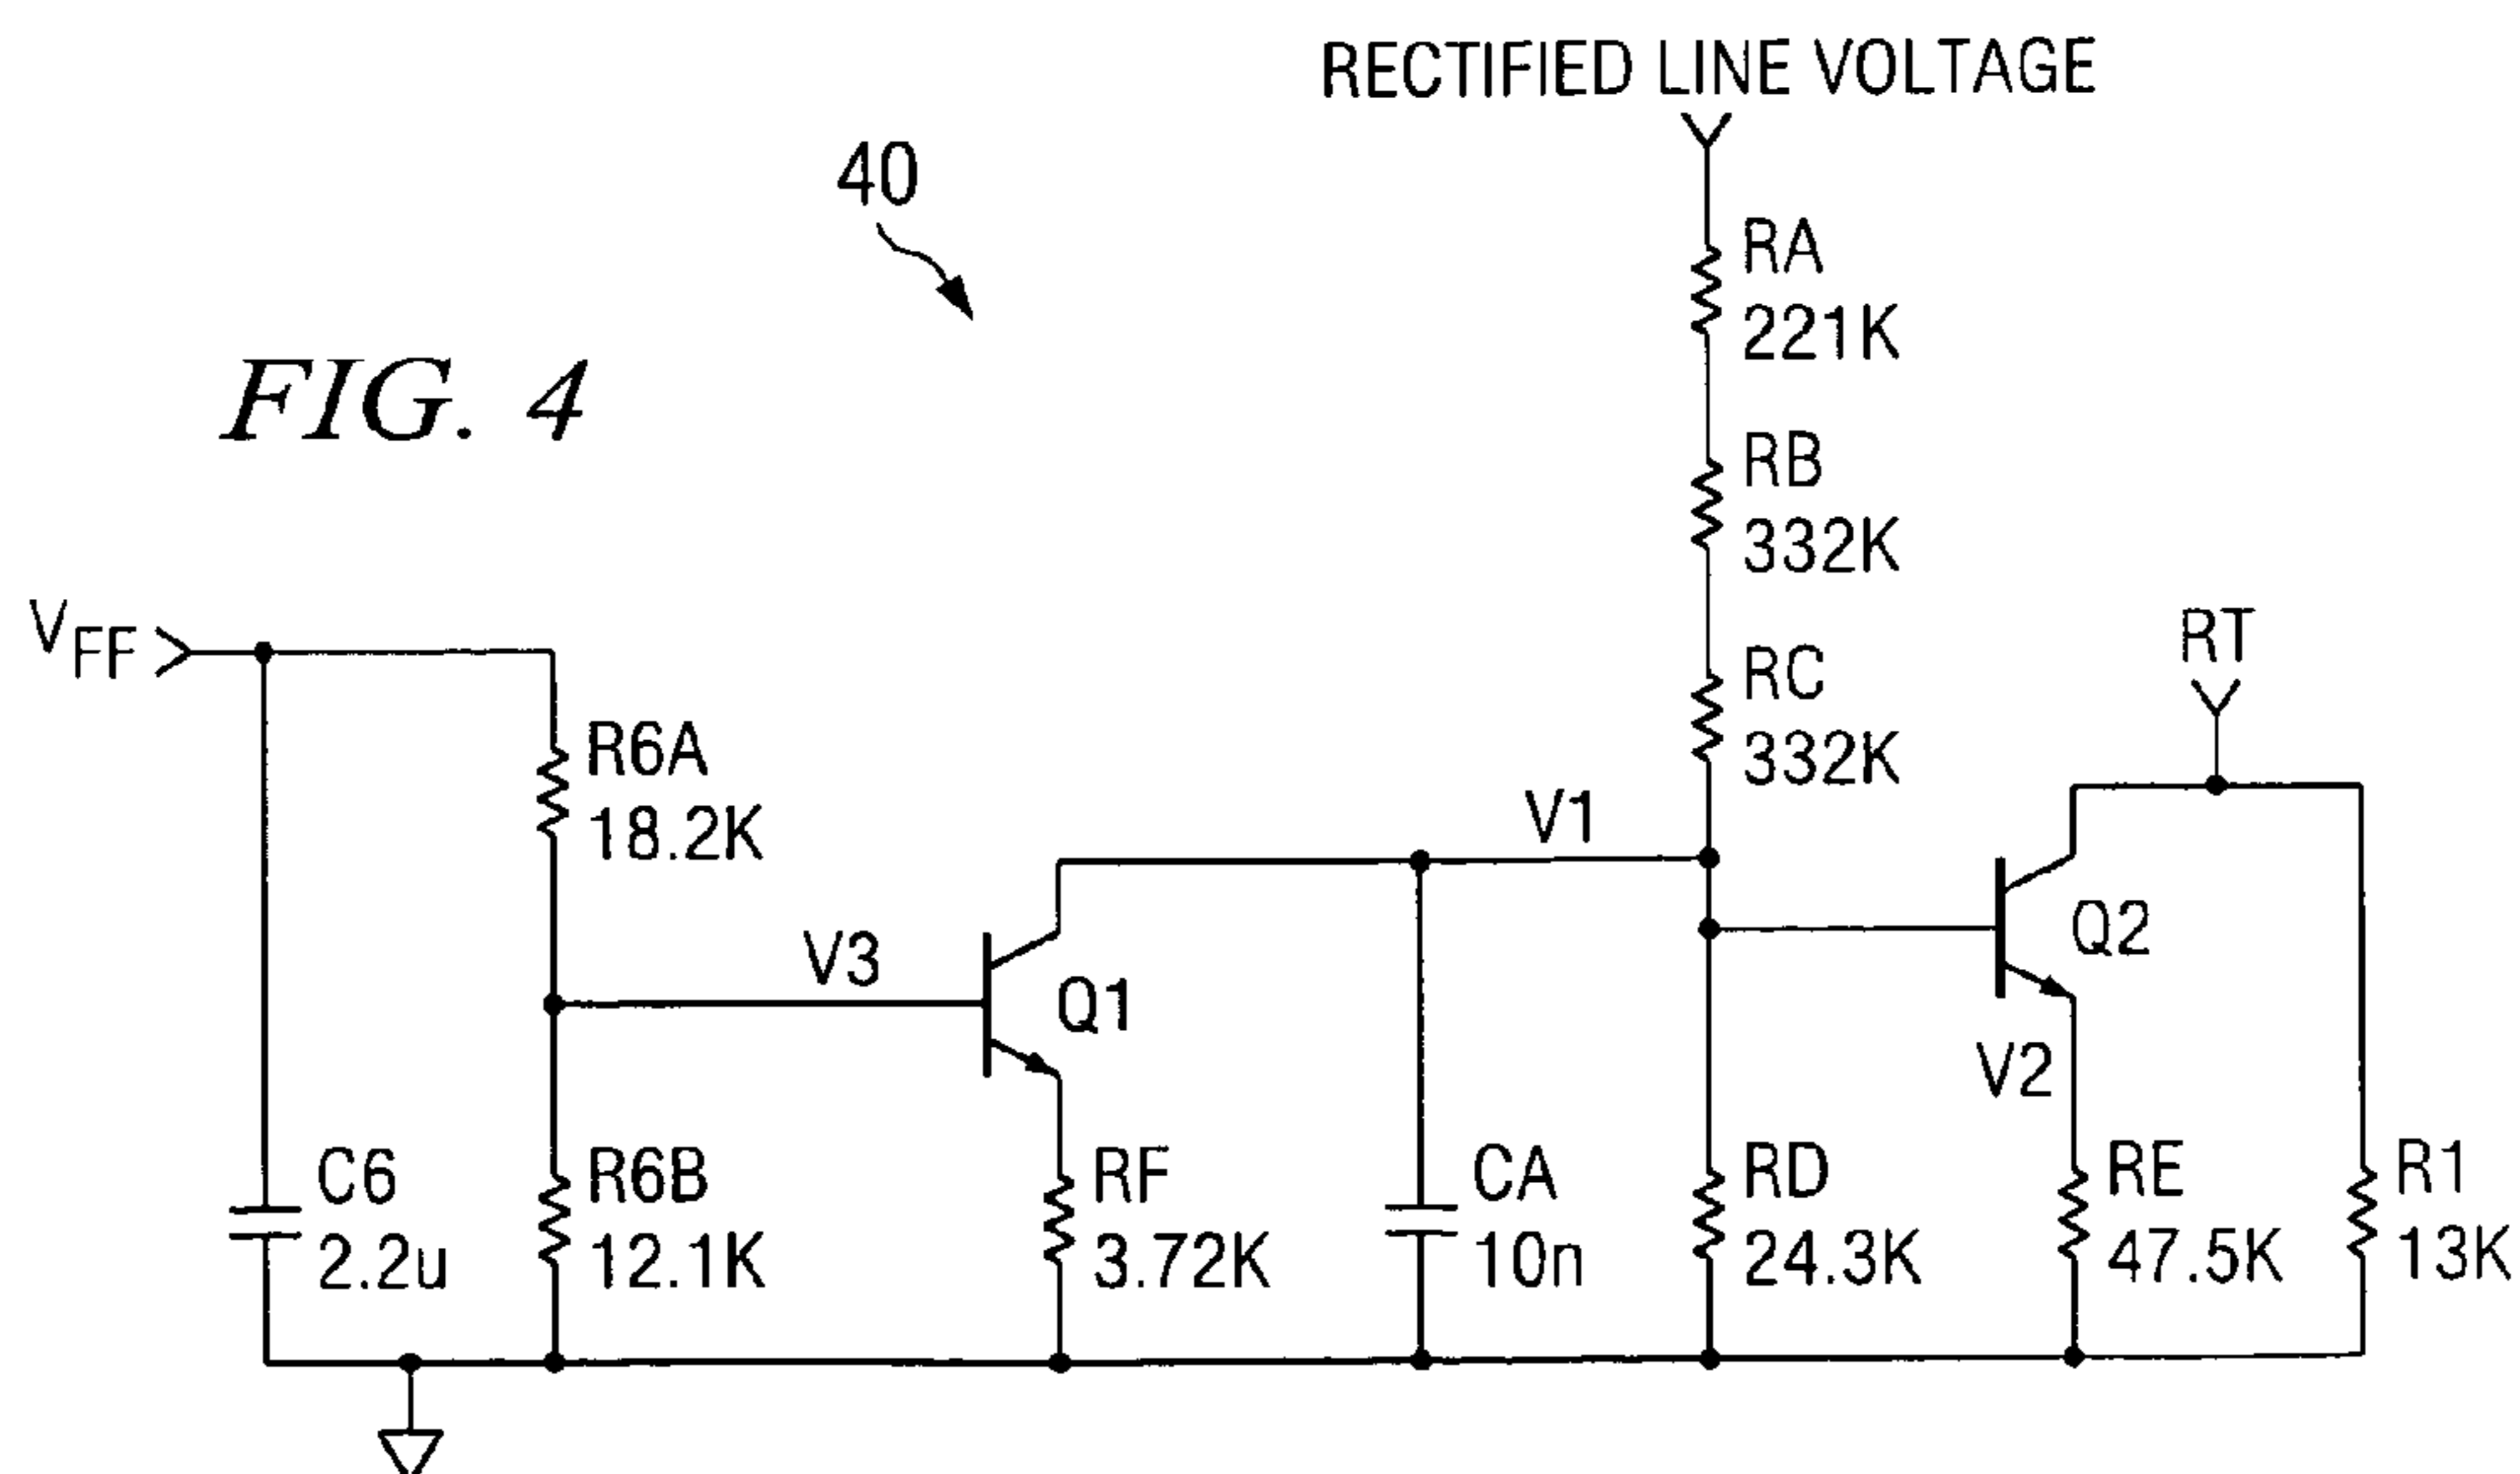 RECTIFIED LINE VOLTAGE
40
RA
221K
FIG. 4
RB
332K
VFF
RT
RC
332K
R6A
18.2K
V1
V3
Q1
Q2
V2
C6
2.2u
R6B
12.1K
RF
3.72K
CA
10n
RD
24.3K
RE
47.5K
R1
13K